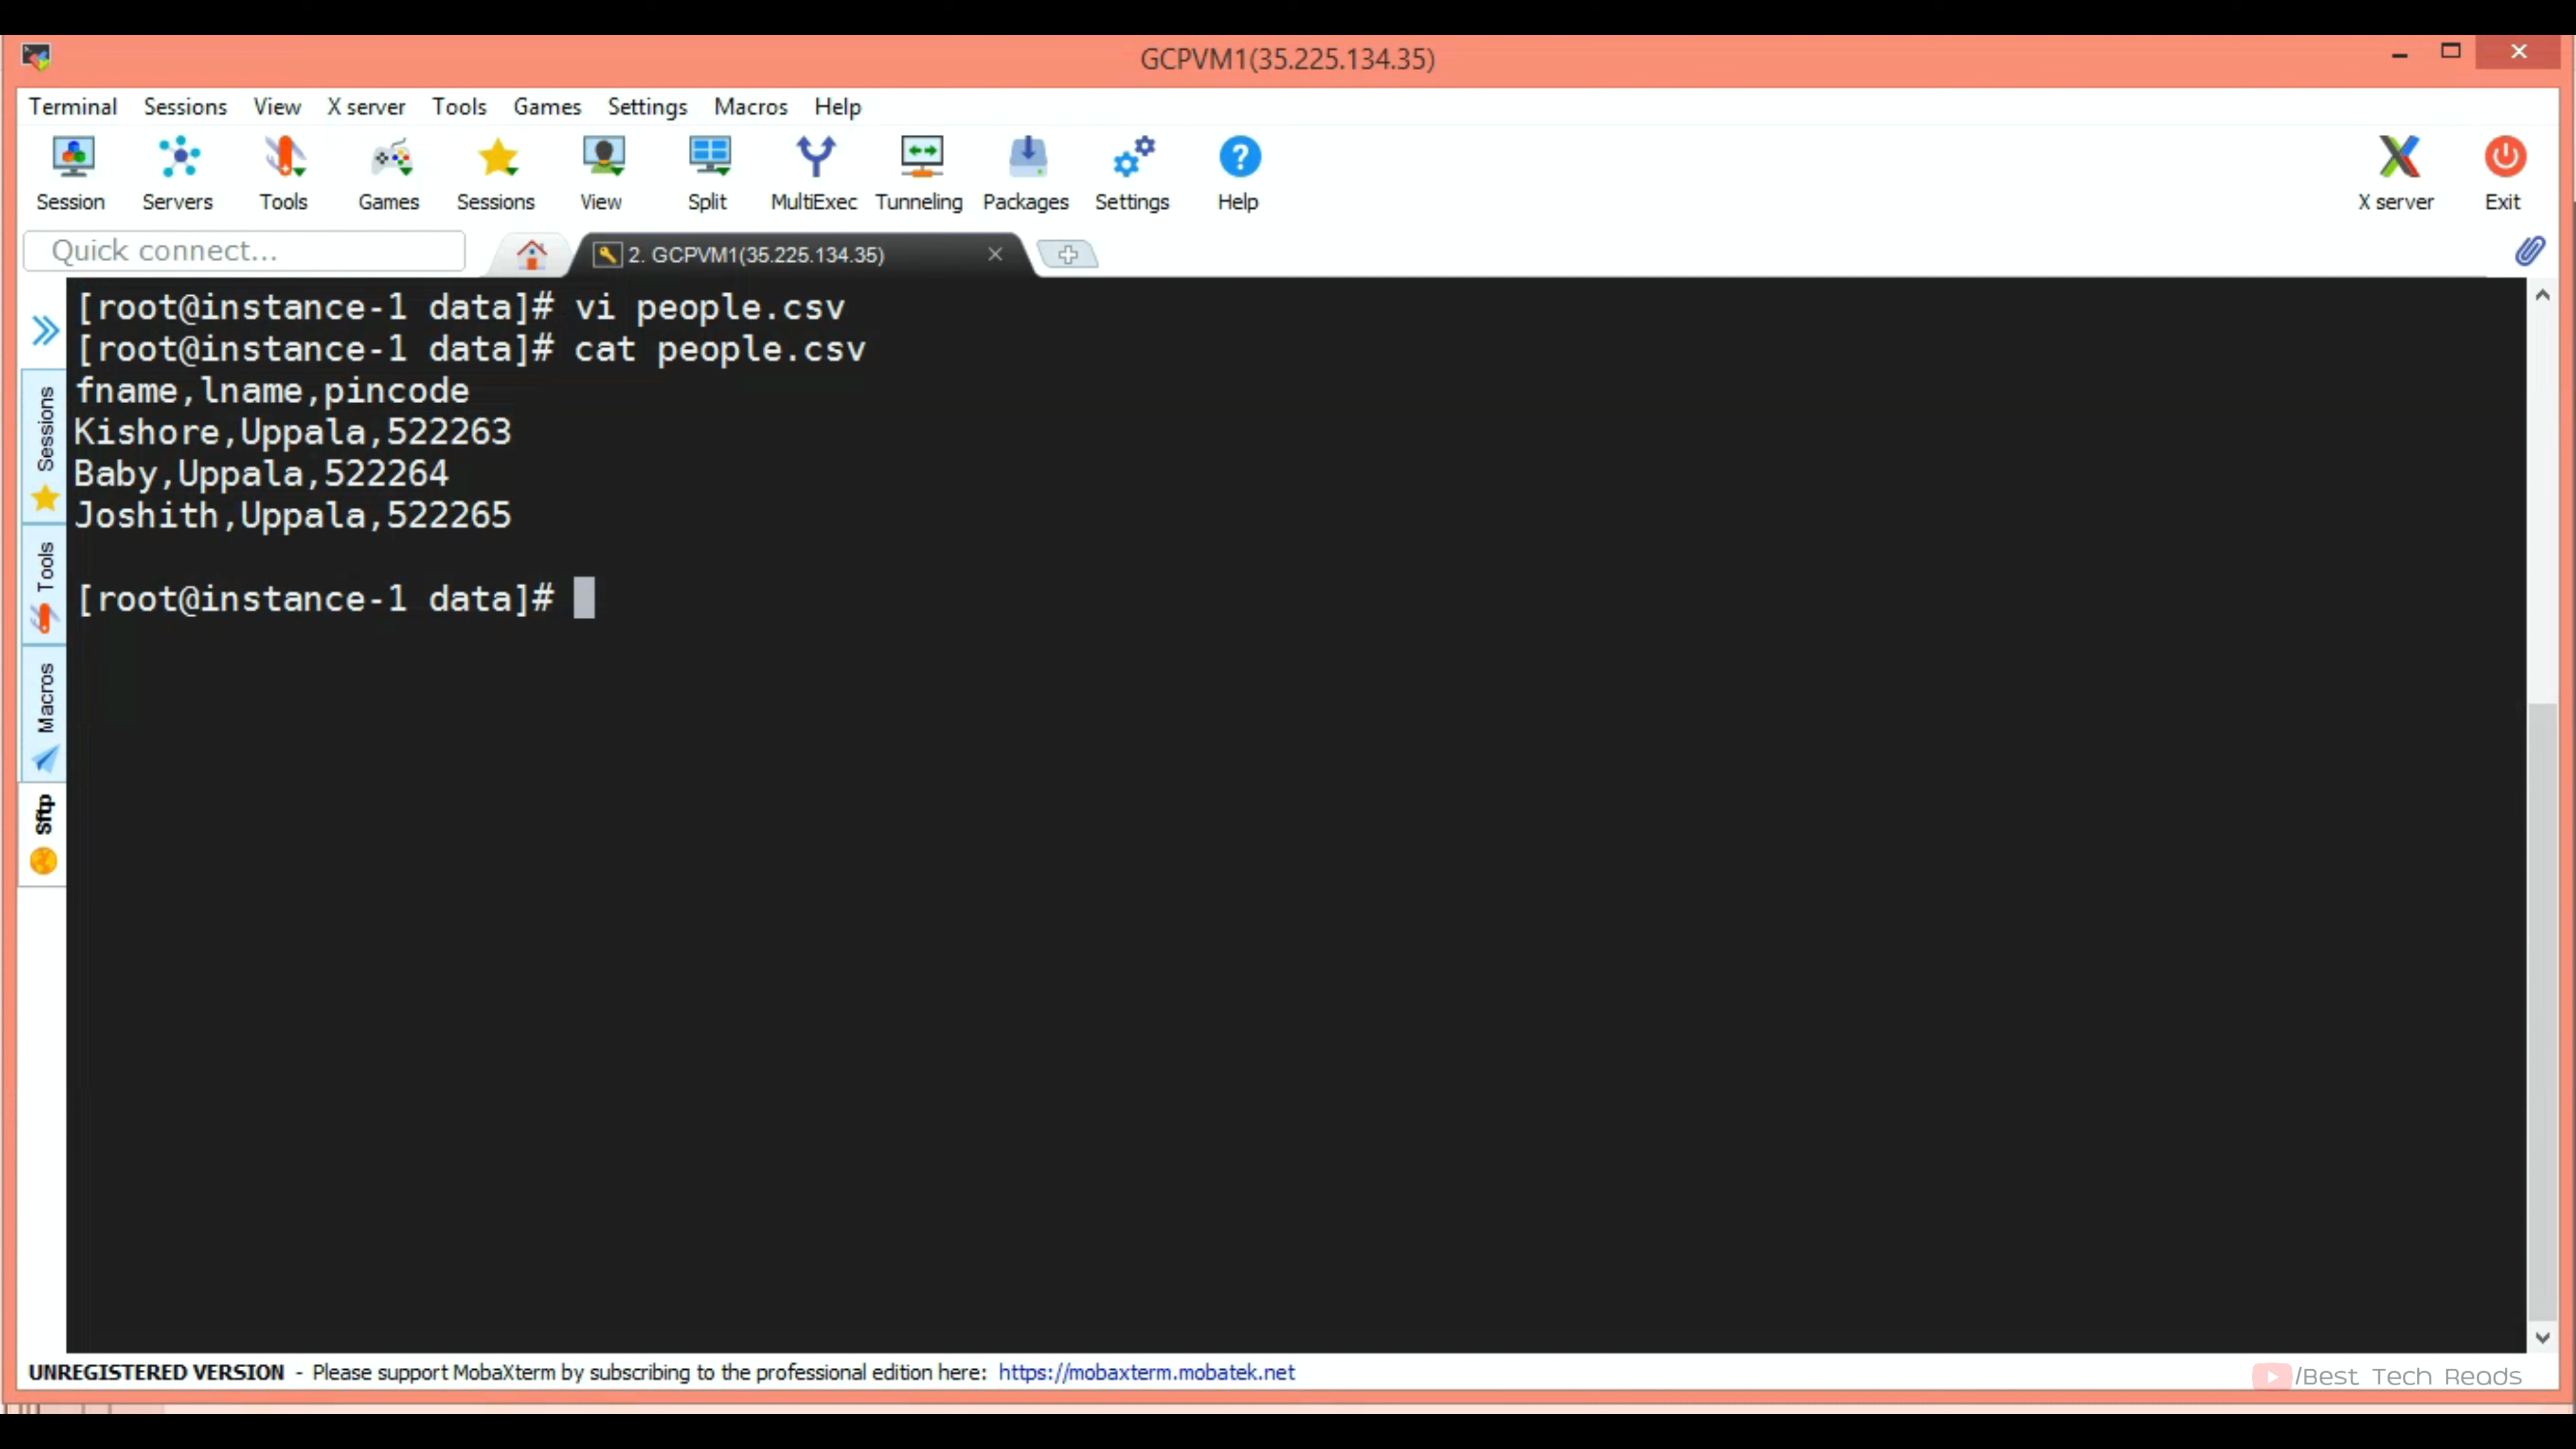 GCPVM1(35.225.134.35)
Terminal Sessions View X server Tools Games Settings Macros Help
Session Servers Tools Games Sessions View Split MultiExec Tunneling Packages Settings Help X server Exit
Quick connect... 2. GCPVM1(35.225.134.35)
[root@instance-1 data]# vi people.csv
[root@instance-1 data]# cat people.csv
fname,lname,pincode
Kishore,Uppala,522263
Baby,Uppala,522264
Joshith,Uppala,522265
[root@instance-1 data]#
Sessions
Tools
Macros
Sftp
UNREGISTERED VERSION - Please support MobaXterm by subscribing to the professional edition here: https://mobaxterm.mobatek.net
/Best Tech Reads